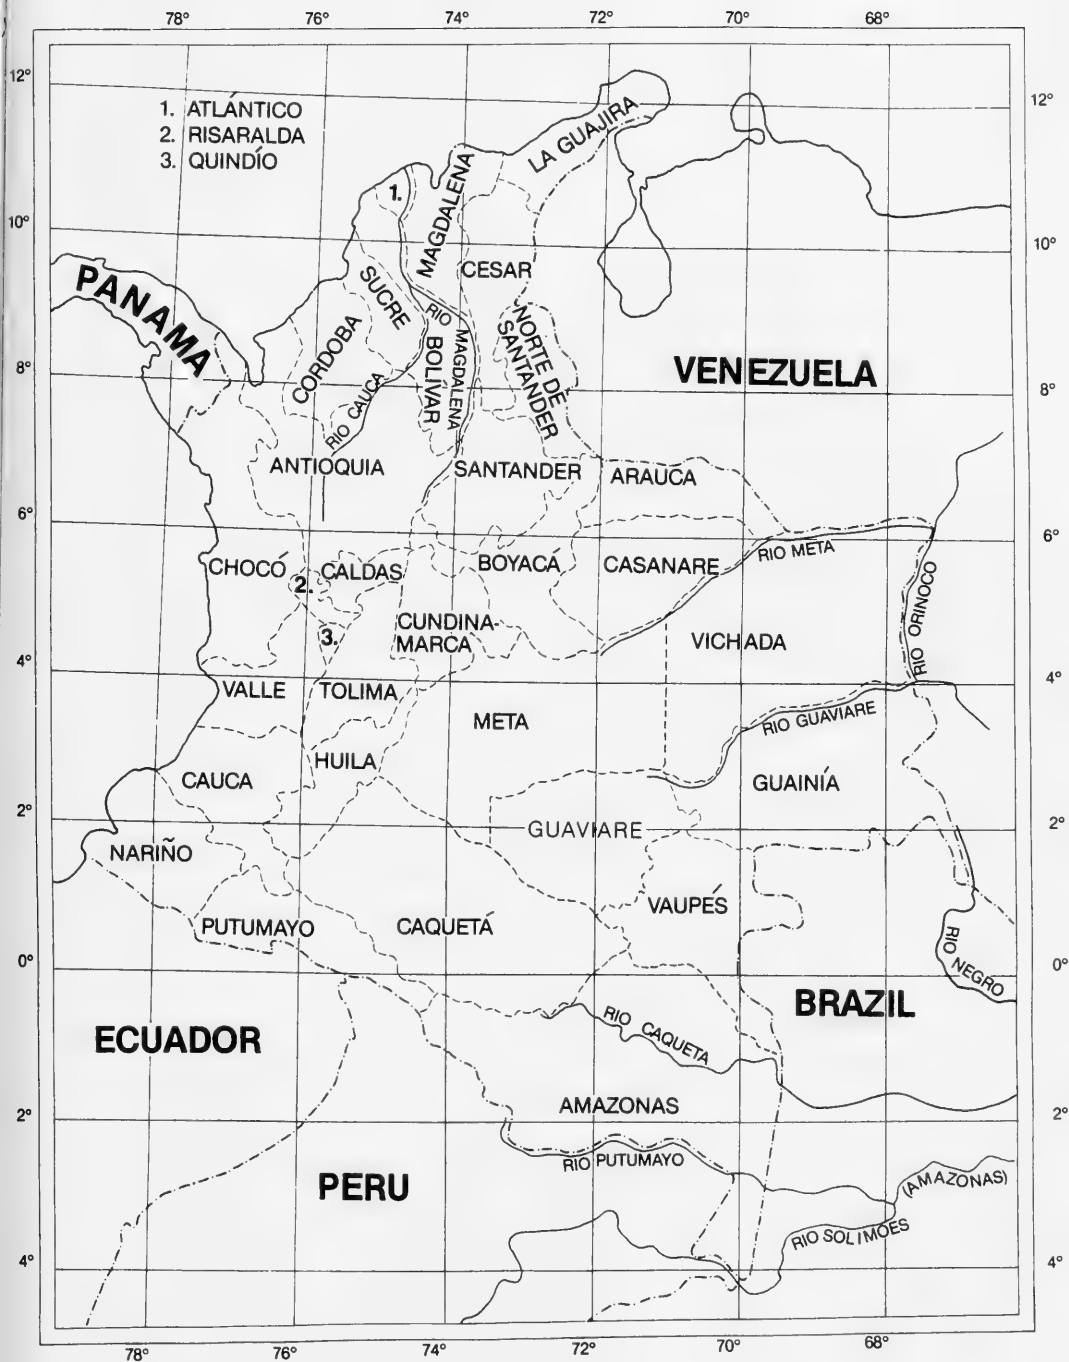 78° 76° 74° 72° 70° 68°
12° 12°
1. ATLÁNTICO
2. RISARALDA
3. QUINDÍO
LA GUAJIRA
1.
MAGDALENA
10° 10°
CESAR
PANAMA
SUCRE
RIO MAGDALENA
CORDOBA
BOLÍVAR
NORTE DE
SANTANDER
VENEZUELA
8° 8°
RIO CAUCA
ANTIOQUIA
SANTANDER
ARAUCA
6° 6°
CHOCÓ
2.
CALDAS
BOYACÁ
CASANARE
RIO META
RIO ORINOCO
3.
CUNDINA-
MARCA
VICHADA
4° 4°
VALLE
TOLIMA
META
RIO GUAVIARE
HUILA
CAUCA
GUAINÍA
2° 2°
GUAVIARE
NARIÑO
VAUPÉS
PUTUMAYO
CAQUETÁ
RIO NEGRO
0° 0°
BRAZIL
ECUADOR
RIO CAQUETA
AMAZONAS
2° 2°
RIO PUTUMAYO
PERU
(AMAZONAS)
RIO SOLIMOES
4° 4°
78° 76° 74° 72° 70° 68°